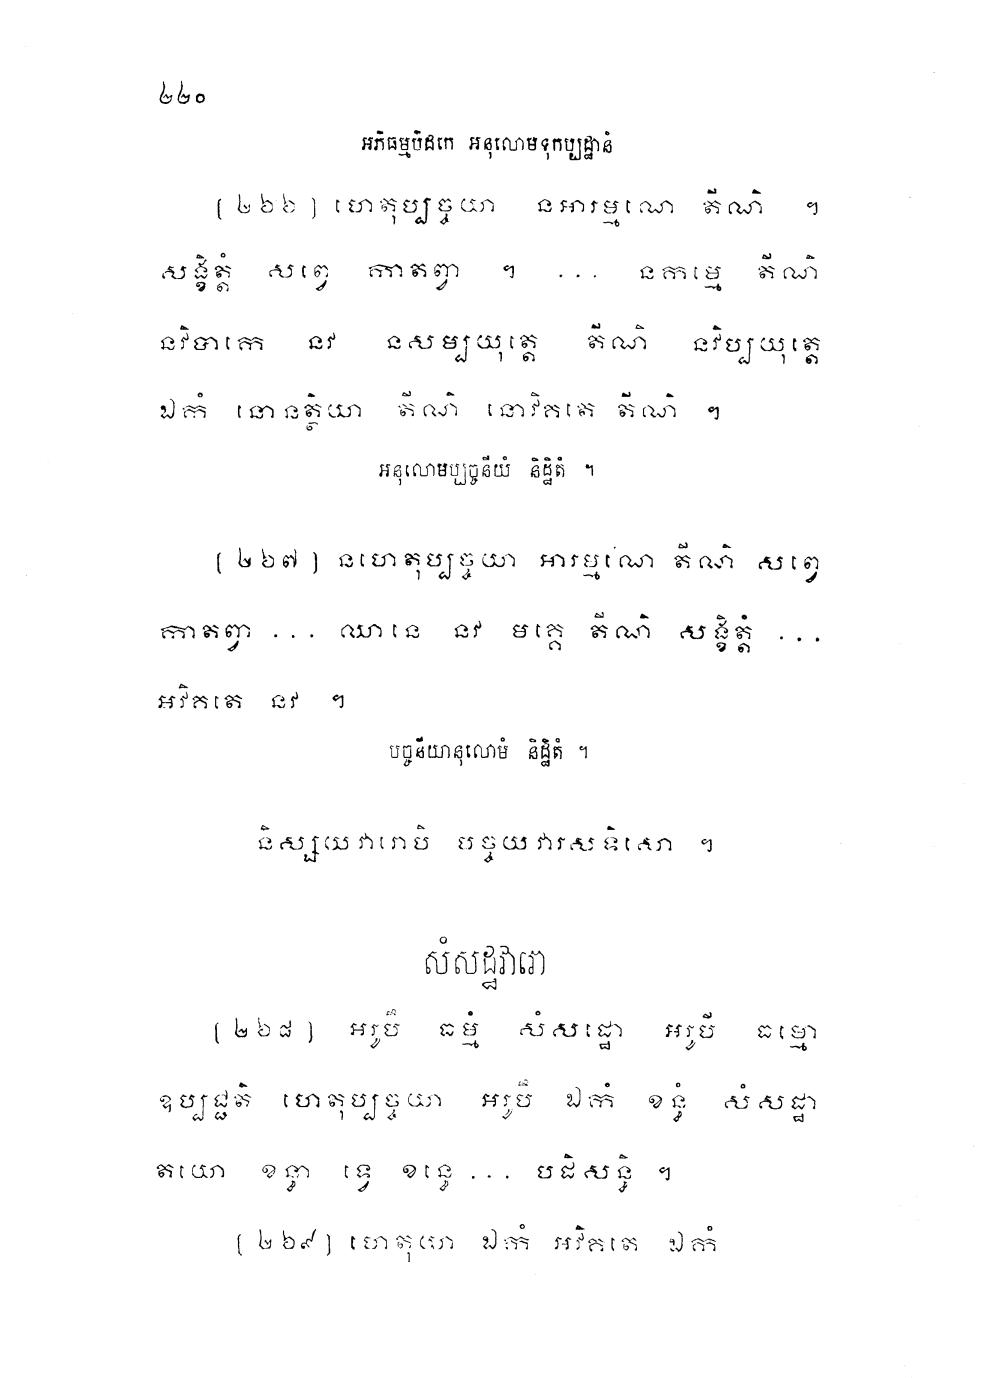 ២២០
អភិធម្មបិដកេ អនុលោមទុកប្បដ្ឋានំ
[២៦៦] ហេតុប្បច្ចយា នអារម្មណេ តីណិ ។
សង្ខិត្តំ សព្វេ កាតព្វា ។ ... នកម្មេ តីណិ
នវិបាកេ នវ នសម្បយុត្តេ តីណិ នវិប្បយុត្តេ
ឯកំ នោនត្ថិយា តីណិ នោវិគតេ តីណិ ។
អនុលោមប្បច្ចនីយំ និដ្ឋិតំ ។
[២៦៧] នហេតុប្បច្ចយា អារម្មណេ តីណិ សព្វេ
កាតព្វា ... ឈានេ នវ មគ្គេ តីណិ សង្ខិត្តំ ...
អវិគតេ នវ ។
បច្ចនីយានុលោមំ និដ្ឋិតំ ។
និស្សយវារោបិ បច្ចយវារសទិសោ ។
សំសដ្ឋវារោ
[២៦៨] អរូបឹ ធម្មំ សំសដ្ឋោ អរូបី ធម្មោ
ឧប្បជ្ជតិ ហេតុប្បច្ចយា អរូបឹ ឯកំ ខន្ធំ សំសដ្ឋា
តយោ ខន្ធា ទ្វេ ខន្ធេ ... បដិសន្ធិ ។
[២៦៩] ហេតុយា ឯកំ អវិគតេ ឯកំ